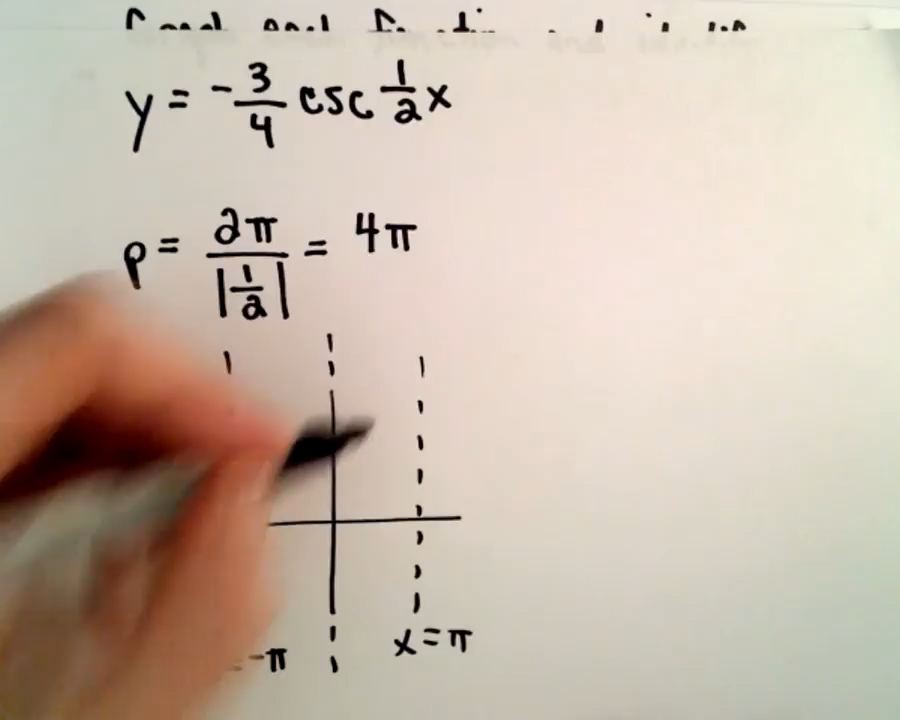 y = -3/4 csc 1/2 x
p = 2π/|1/2| = 4π
= -π x = π